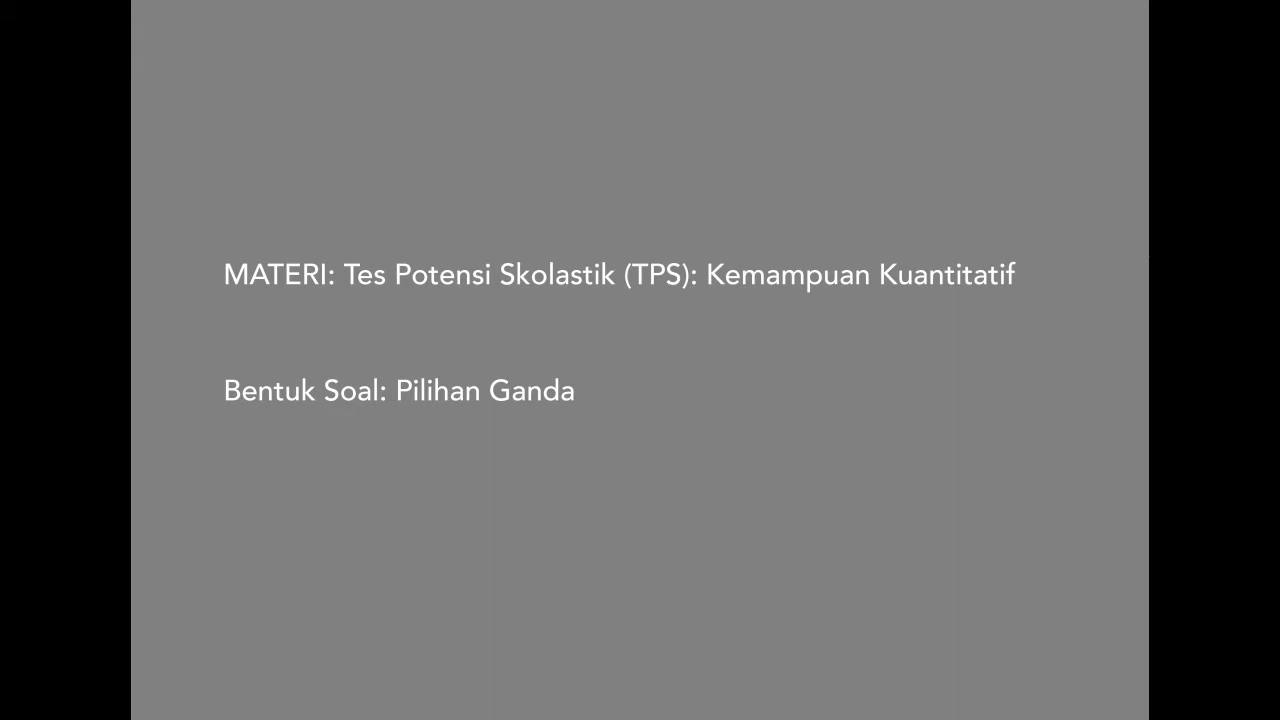 MATERI: Tes Potensi Skolastik (TPS): Kemampuan Kuantitatif
Bentuk Soal: Pilihan Ganda